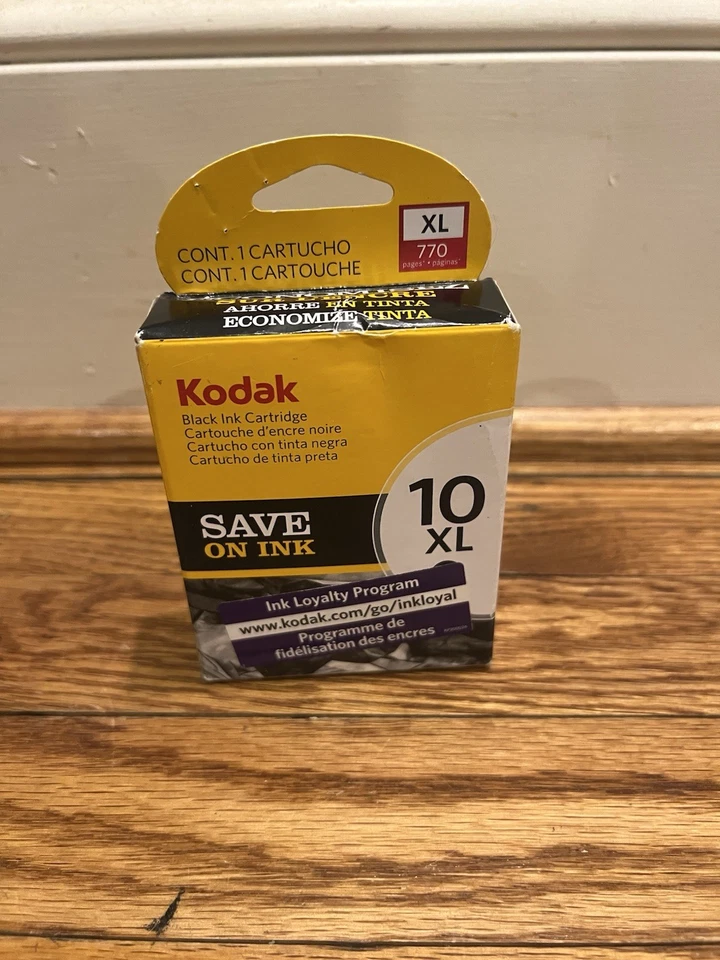 XL
770
pages* • páginas*
CONT. 1 CARTUCHO
CONT. 1 CARTOUCHE
SUR L'ENCRE
AHORRE EN TINTA
ECONOMIZE TINTA
Kodak
Black Ink Cartridge
Cartouche d'encre noire
Cartucho con tinta negra
Cartucho de tinta preta
10
XL
SAVE
ON INK
Ink Loyalty Program
www.kodak.com/go/inkloyal
Programme de
fidélisation des encres